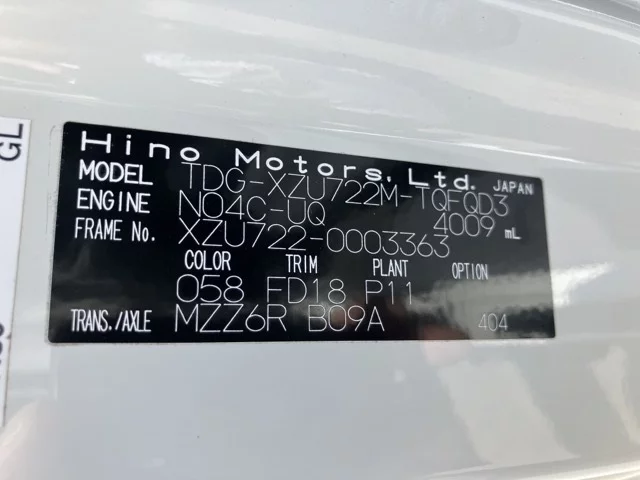 GL
Hino Motors, Ltd. JAPAN
MODEL TDG-XZU722M-TQFQD3
ENGINE N04C-UQ 4009 mL
FRAME No. XZU722-0003363
COLOR TRIM PLANT OPTION
058 FD18 P11
TRANS./AXLE MZZ6R B09A 404